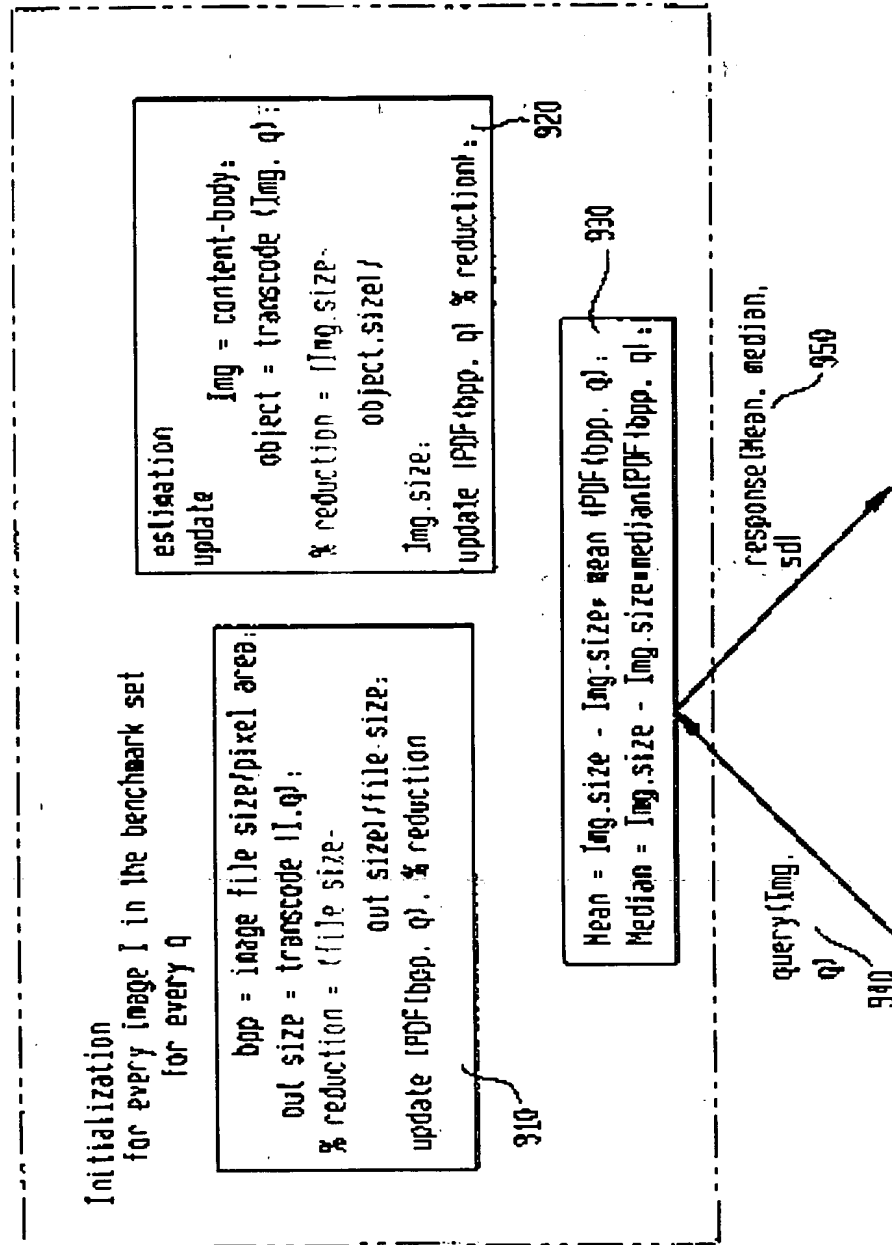 Initialization
for every image I in the benchmark set
for every q
bpp = image file size/pixel area;
out size = transcode (I.q):
% reduction = (file size-
out size)/file size:
update [PDF(bpp, q), % reduction
910
estimation
update
Img = content-body;
object = transcode (Img, q):
% reduction = [Img.size-
object.size]/
Img.size:
update [PDF(bpp, q] % reduction]:
920
Mean = Img.size - Img.size* mean (PDF(bpp, q):
Median = Img.size - Img.size*median[PDF(bpp, q]:
930
query(Img,
q)
940
response[Mean, median,
sd]
950